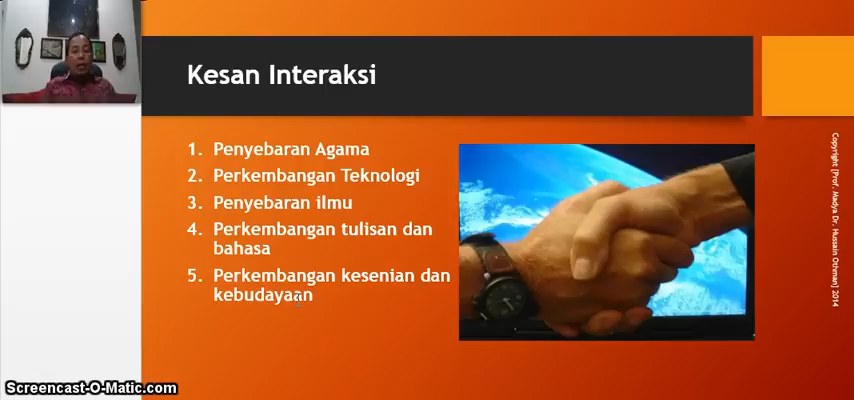 Kesan Interaksi
1. Penyebaran Agama
2. Perkembangan Teknologi
3. Penyebaran ilmu
4. Perkembangan tulisan dan
bahasa
5. Perkembangan kesenian dan
kebudayaan
Copyright [Prof. Madya Dr. Hussain Othman] 2014
Screencast-O-Matic.com